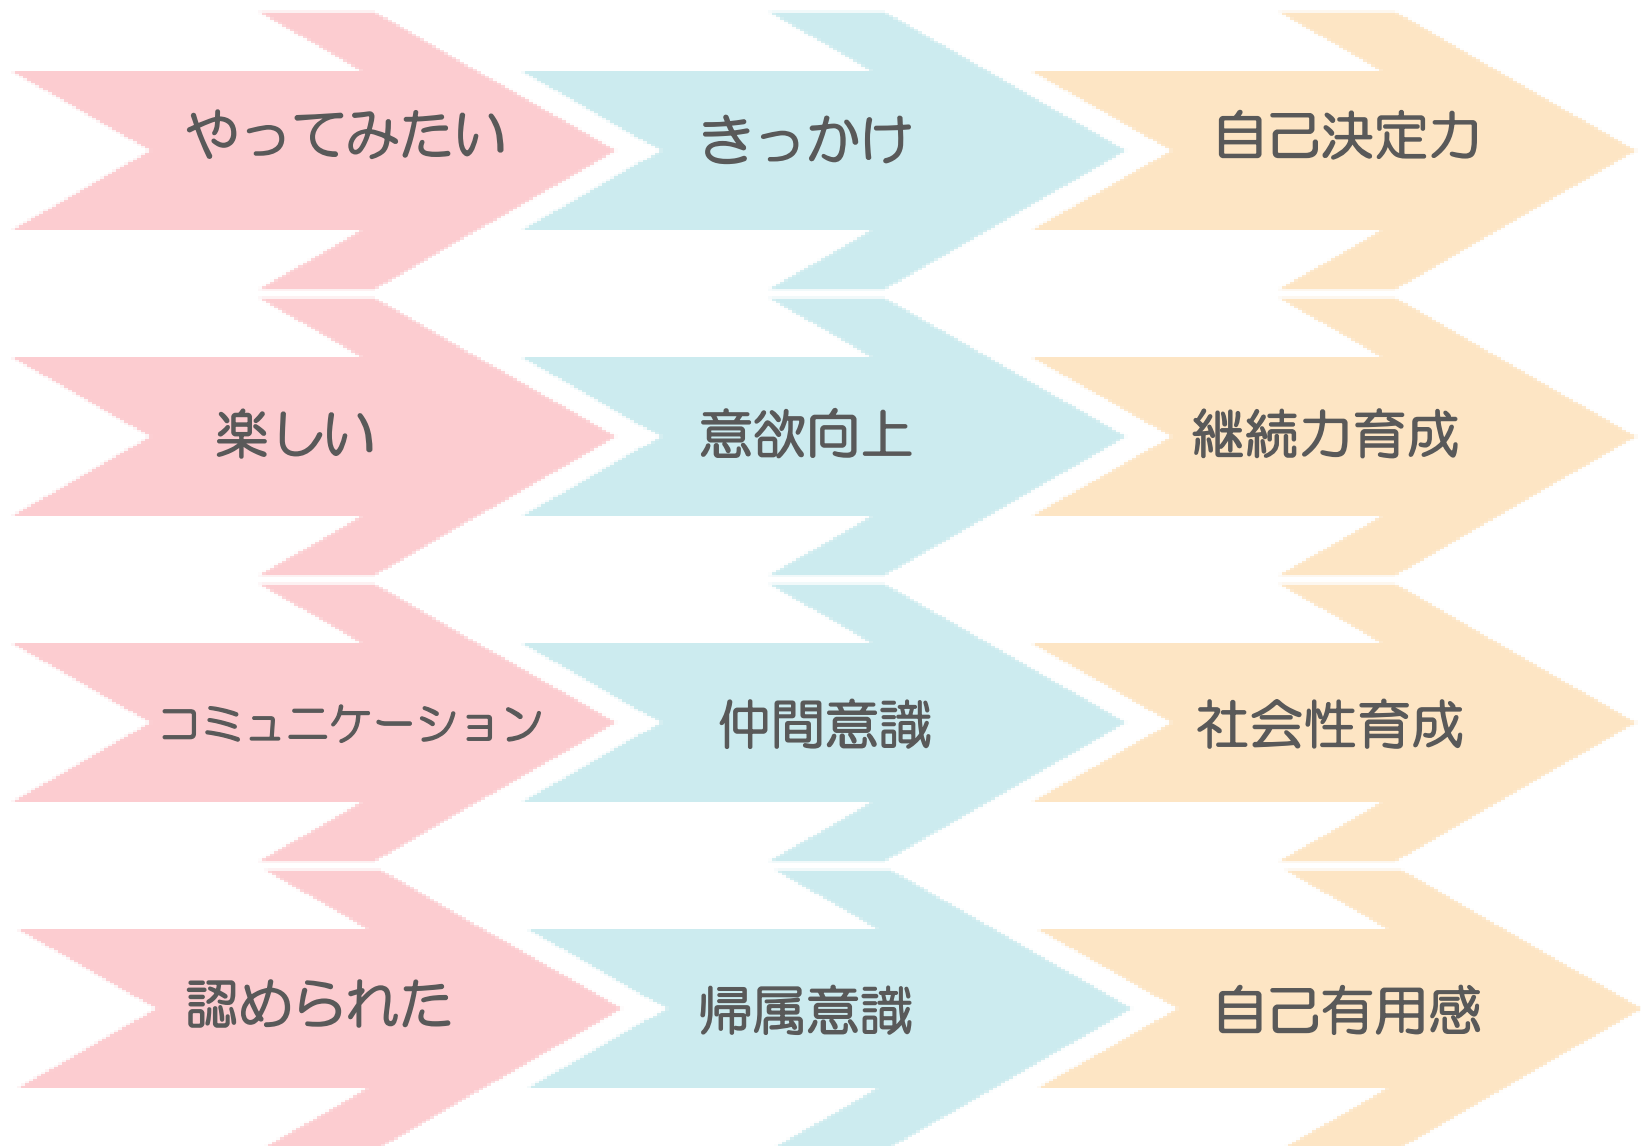 やってみたい
きっかけ
自己決定力
楽しい
意欲向上
継続力育成
コミュニケーション
仲間意識
社会性育成
認められた
帰属意識
自己有用感